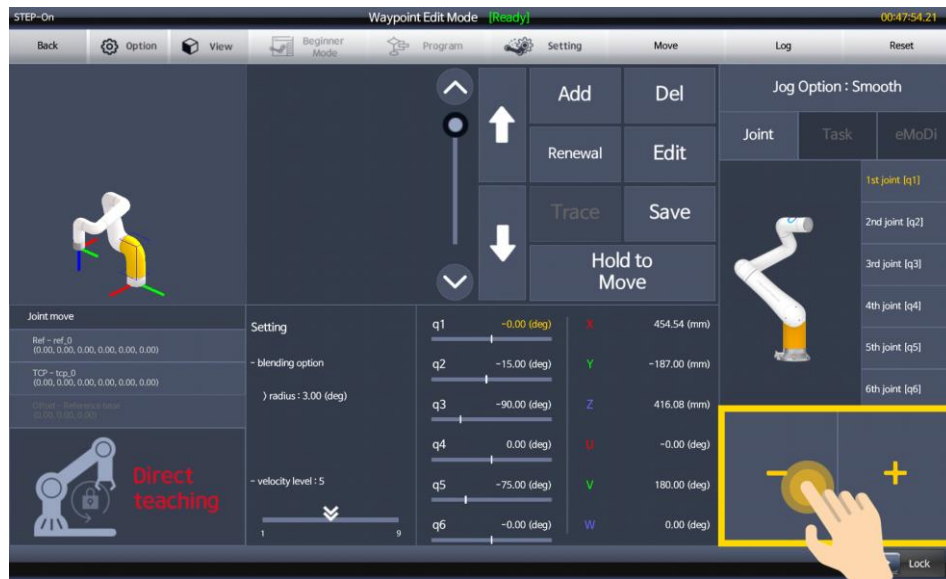 STEP-On
Waypoint Edit Mode [Ready]
00:47:54.21
Back
Option
View
Beginner
Mode
Program
Setting
Move
Log
Reset
Add
Del
Renewal
Edit
Trace
Save
Hold to
Move
Jog Option : Smooth
Joint
Task
eMoDi
1st joint [q1]
2nd joint [q2]
3rd joint [q3]
4th joint [q4]
5th joint [q5]
6th joint [q6]
Joint move
Ref - ref_0
(0.00, 0.00, 0.00, 0.00, 0.00, 0.00)
TCP - tcp_0
(0.00, 0.00, 0.00, 0.00, 0.00, 0.00)
Direct
teaching
Setting
- blending option
) radius : 3.00 (deg)
- velocity level : 5
1 9
q1 -0.00 (deg) X 454.54 (mm)
q2 -15.00 (deg) Y -187.00 (mm)
q3 -90.00 (deg) Z 416.08 (mm)
q4 0.00 (deg) U -0.00 (deg)
q5 -75.00 (deg) V 180.00 (deg)
q6 -0.00 (deg) W 0.00 (deg)
- +
Lock